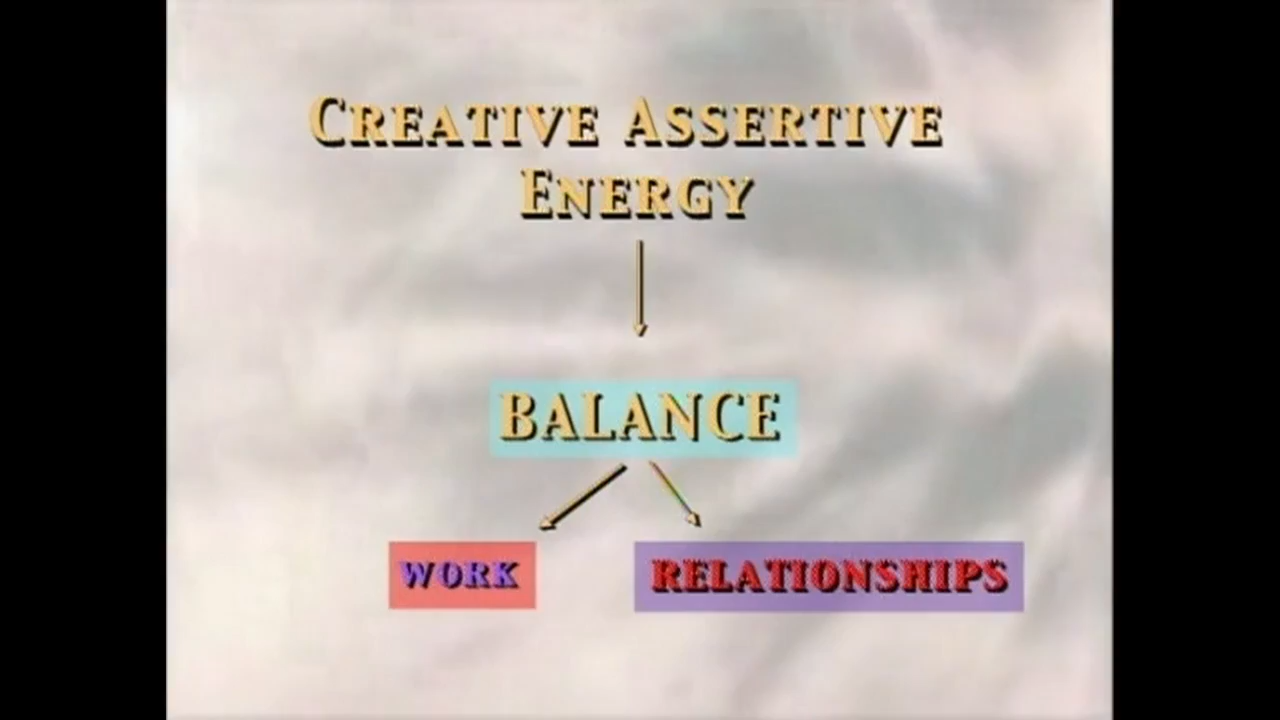 CREATIVE ASSERTIVE
ENERGY
BALANCE
WORK
RELATIONSHIPS